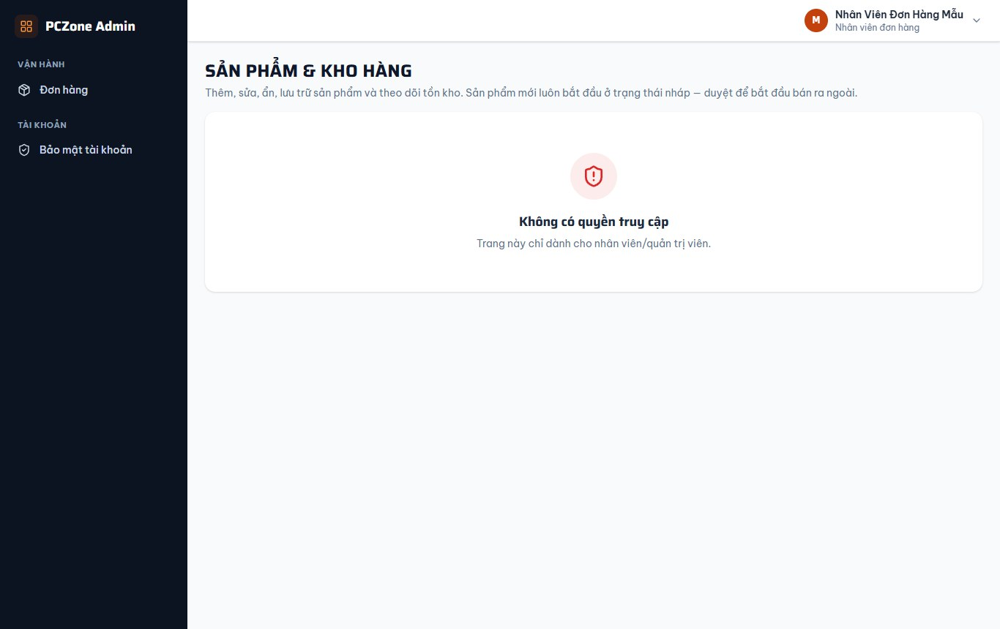 PCZone Admin
VẬN HÀNH
Đơn hàng
TÀI KHOẢN
Bảo mật tài khoản
M
Nhân Viên Đơn Hàng Mẫu
Nhân viên đơn hàng
SẢN PHẨM & KHO HÀNG
Thêm, sửa, ẩn, lưu trữ sản phẩm và theo dõi tồn kho. Sản phẩm mới luôn bắt đầu ở trạng thái nháp — duyệt để bắt đầu bán ra ngoài.
Không có quyền truy cập
Trang này chỉ dành cho nhân viên/quản trị viên.